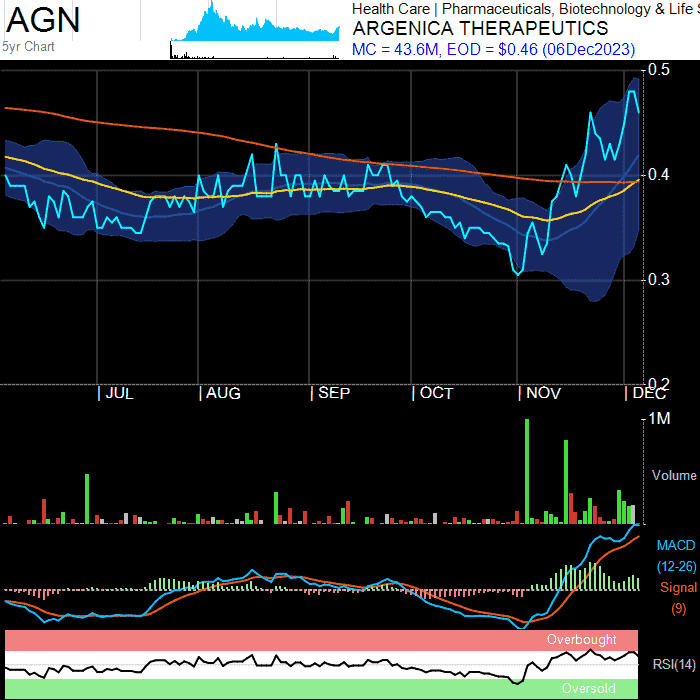 AGN
5yr Chart
Health Care | Pharmaceuticals, Biotechnology & Life S
ARGENICA THERAPEUTICS
MC = 43.6M, EOD = $0.46 (06Dec2023)
0.5
0.4
0.3
0.2
| JUL | AUG | SEP | OCT | NOV | DEC
1M
Volume
MACD
(12-26)
Signal
(9)
Overbought
RSI(14)
Oversold